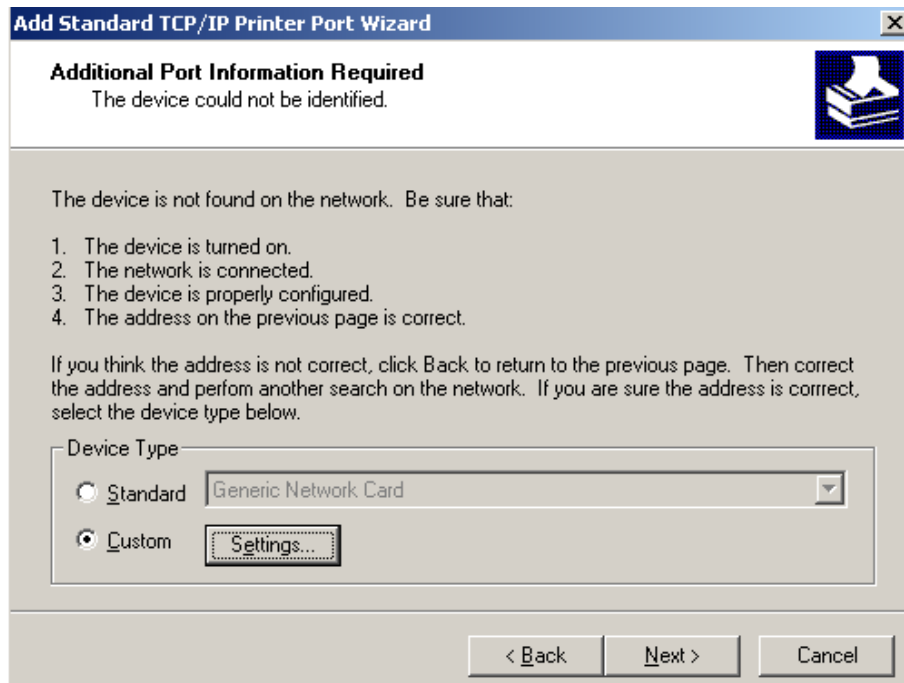 Add Standard TCP/IP Printer Port Wizard
Additional Port Information Required
The device could not be identified.
The device is not found on the network. Be sure that:
1. The device is turned on.
2. The network is connected.
3. The device is properly configured.
4. The address on the previous page is correct.
If you think the address is not correct, click Back to return to the previous page. Then correct
the address and perfom another search on the network. If you are sure the address is corrrect,
select the device type below.
Device Type
Standard Generic Network Card
Custom Settings...
< Back Next > Cancel